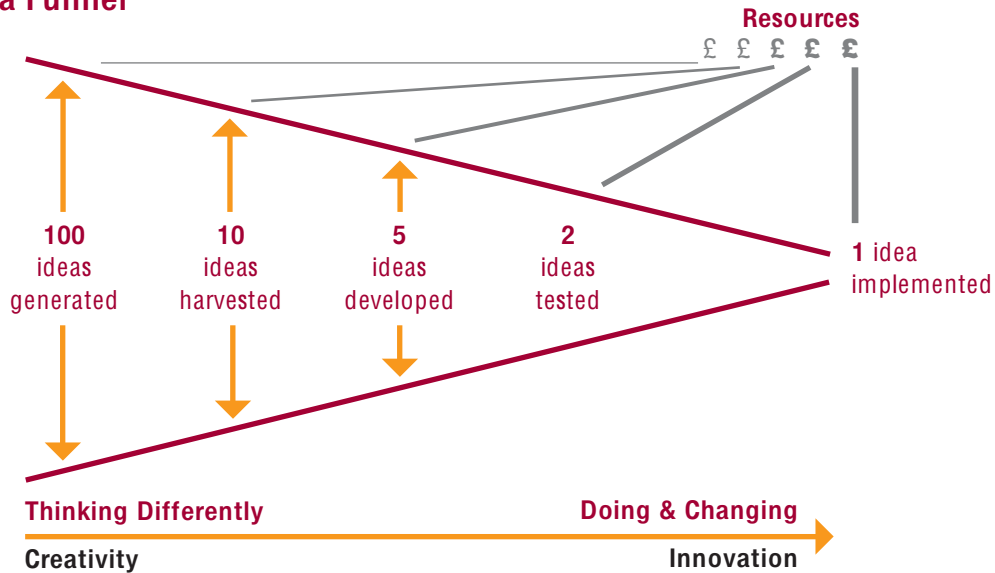 a Funnel
Resources
£ £ £ £ £
100
ideas
generated
10
ideas
harvested
5
ideas
developed
2
ideas
tested
1 idea
implemented
Thinking Differently
Doing & Changing
Creativity
Innovation